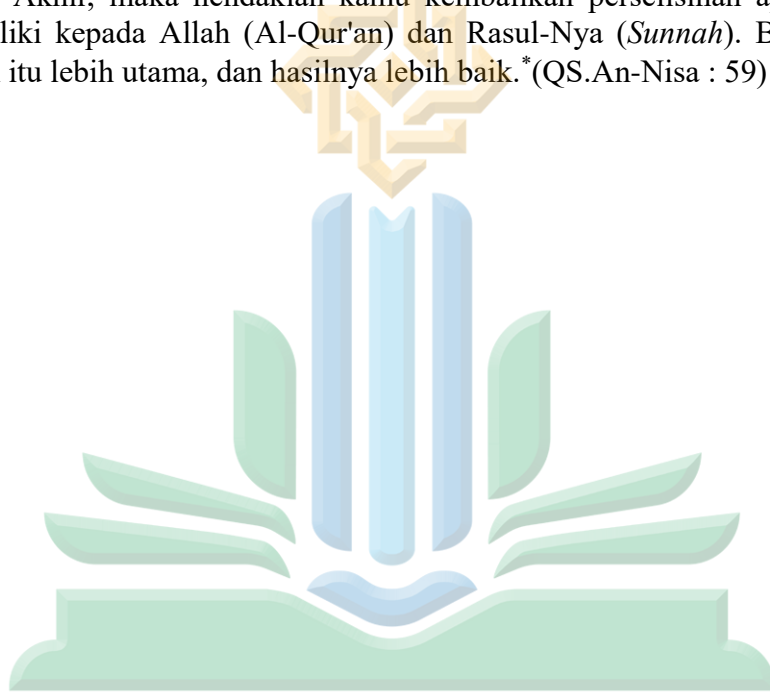 Akhir, maka hendaklah kamu kembalikan perselisihan a
liki kepada Allah (Al-Qur'an) dan Rasul-Nya (Sunnah). B
itu lebih utama, dan hasilnya lebih baik.*(QS.An-Nisa : 59)